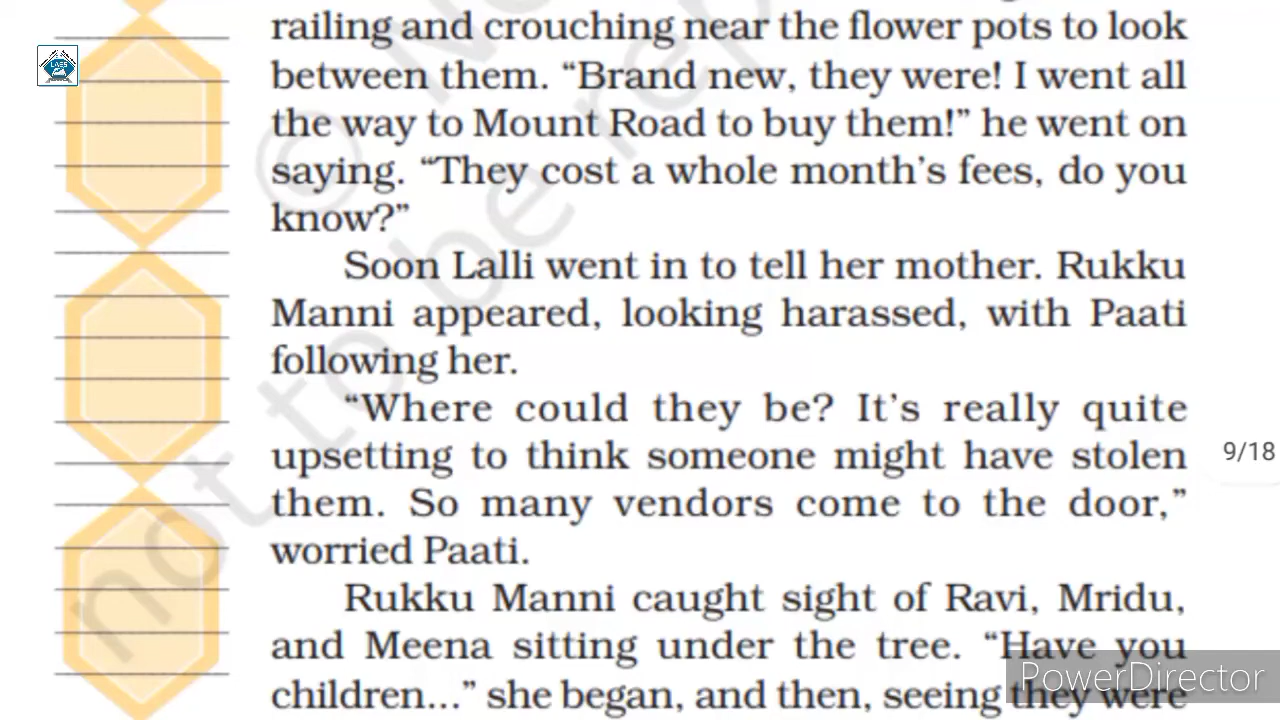 railing and crouching near the flower pots to look
between them. “Brand new, they were! I went all
the way to Mount Road to buy them!” he went on
saying. “They cost a whole month’s fees, do you
know?”
Soon Lalli went in to tell her mother. Rukku
Manni appeared, looking harassed, with Paati
following her.
“Where could they be? It’s really quite
upsetting to think someone might have stolen
them. So many vendors come to the door,”
worried Paati.
Rukku Manni caught sight of Ravi, Mridu,
and Meena sitting under the tree. “Have you
children...” she began, and then, seeing they were
9/18
PowerDirector
not to be